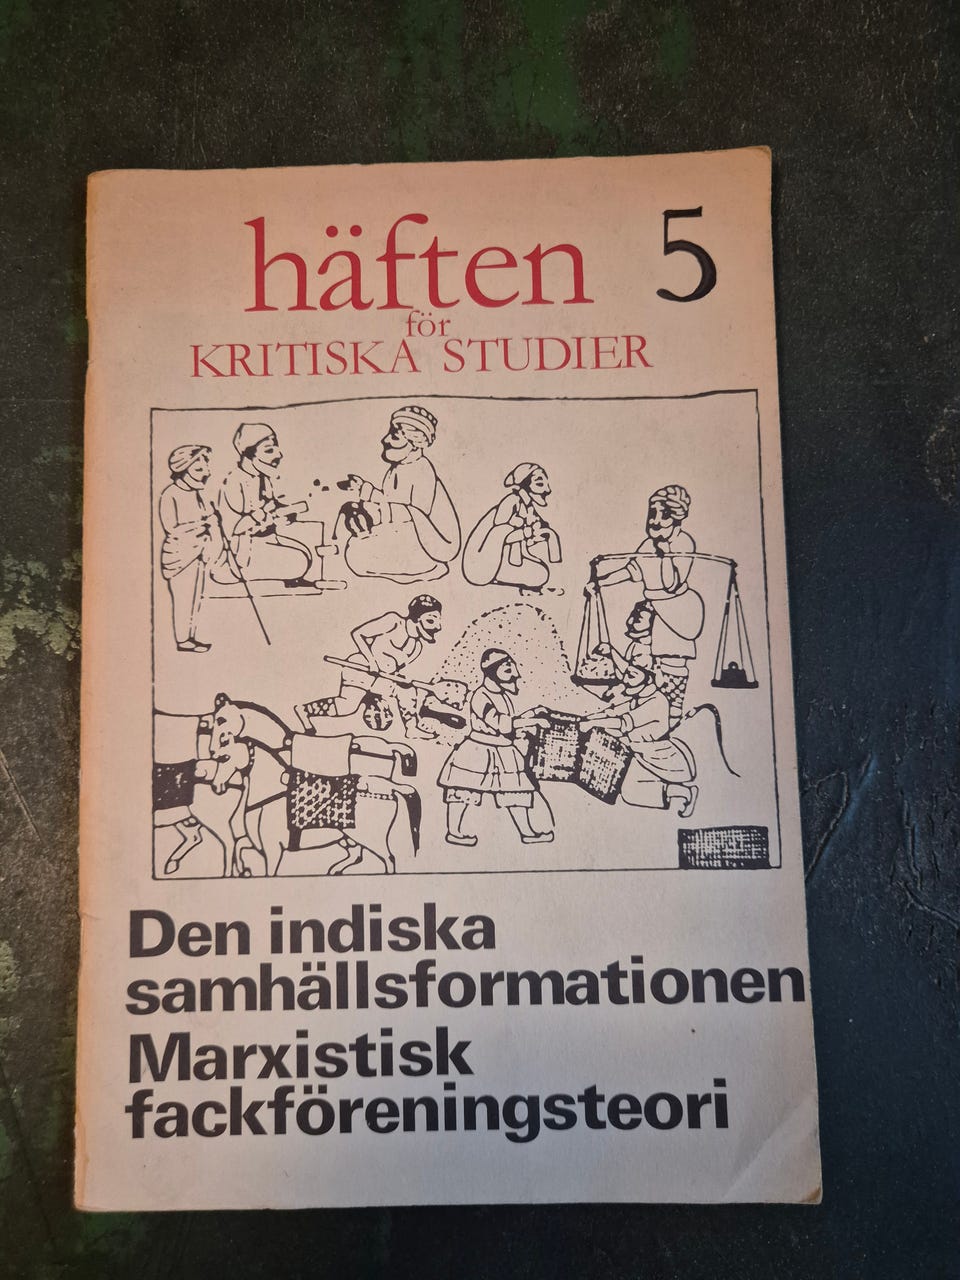 häften 5
för
KRITISKA STUDIER
Den indiska
samhällsformationen
Marxistisk
fackföreningsteori